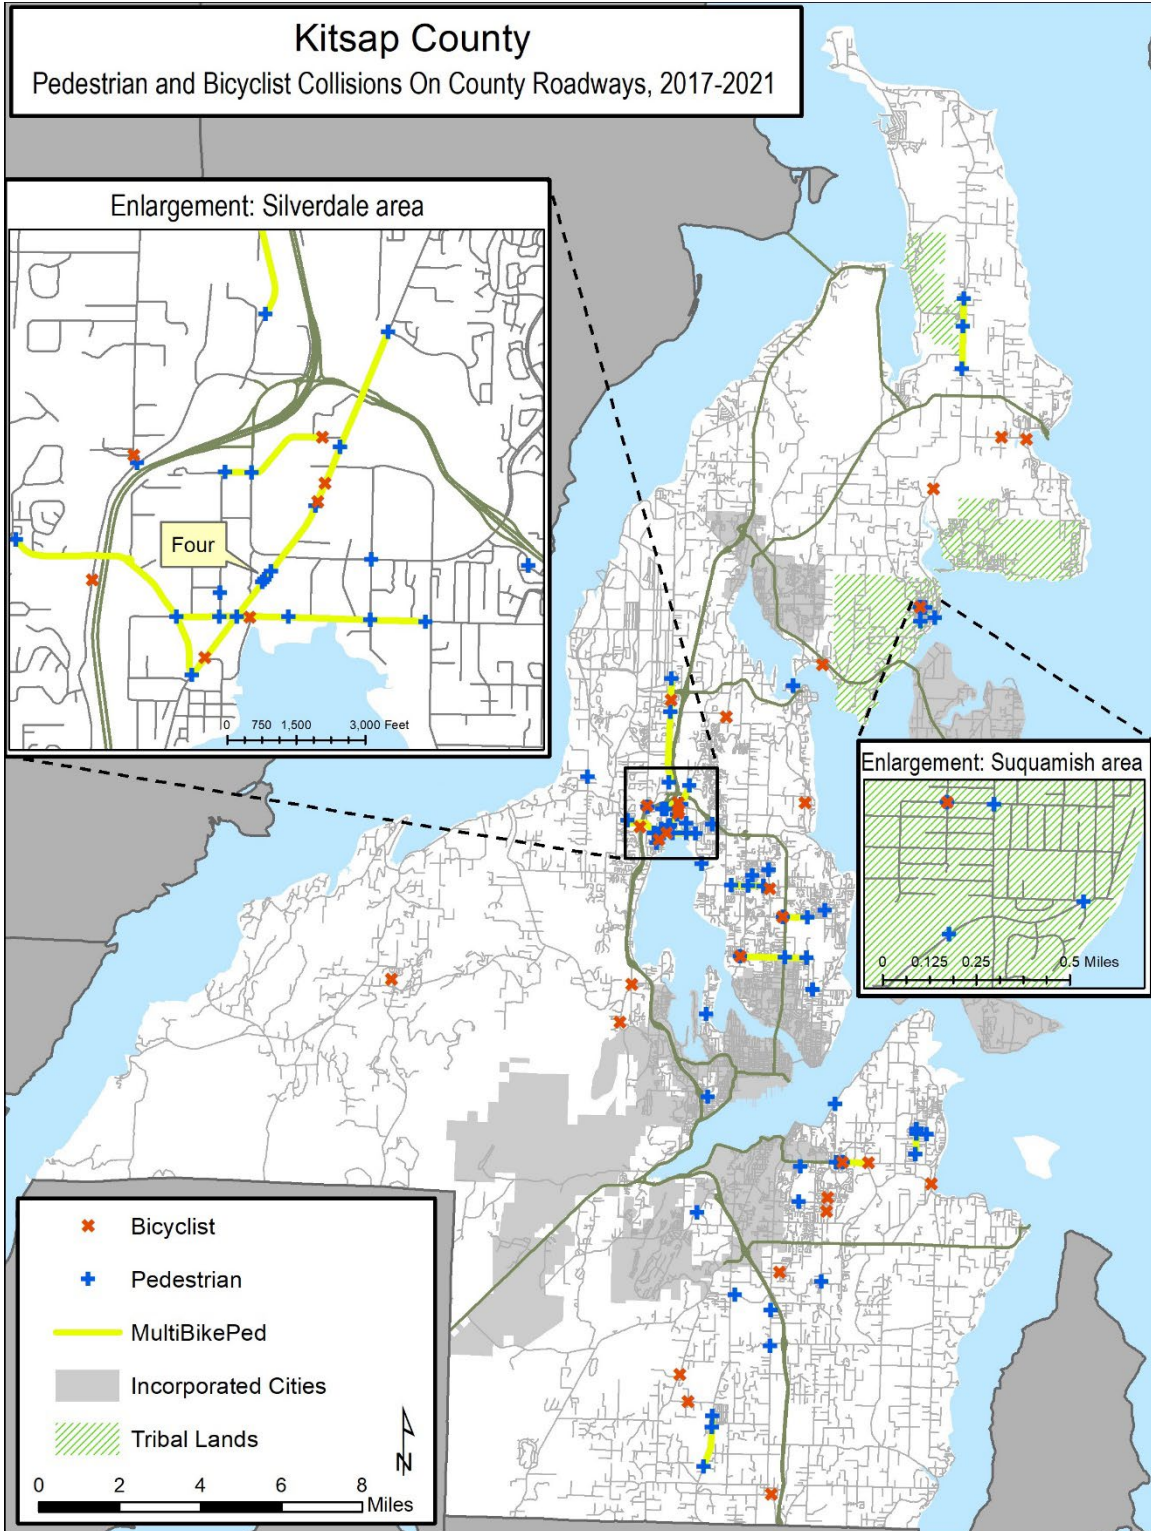 Kitsap County
Pedestrian and Bicyclist Collisions On County Roadways, 2017-2021
Enlargement: Silverdale area
Four
0 750 1,500 3,000 Feet
Enlargement: Suquamish area
0 0.125 0.25 0.5 Miles
Bicyclist
Pedestrian
MultiBikePed
Incorporated Cities
Tribal Lands
N
0 2 4 6 8
Miles